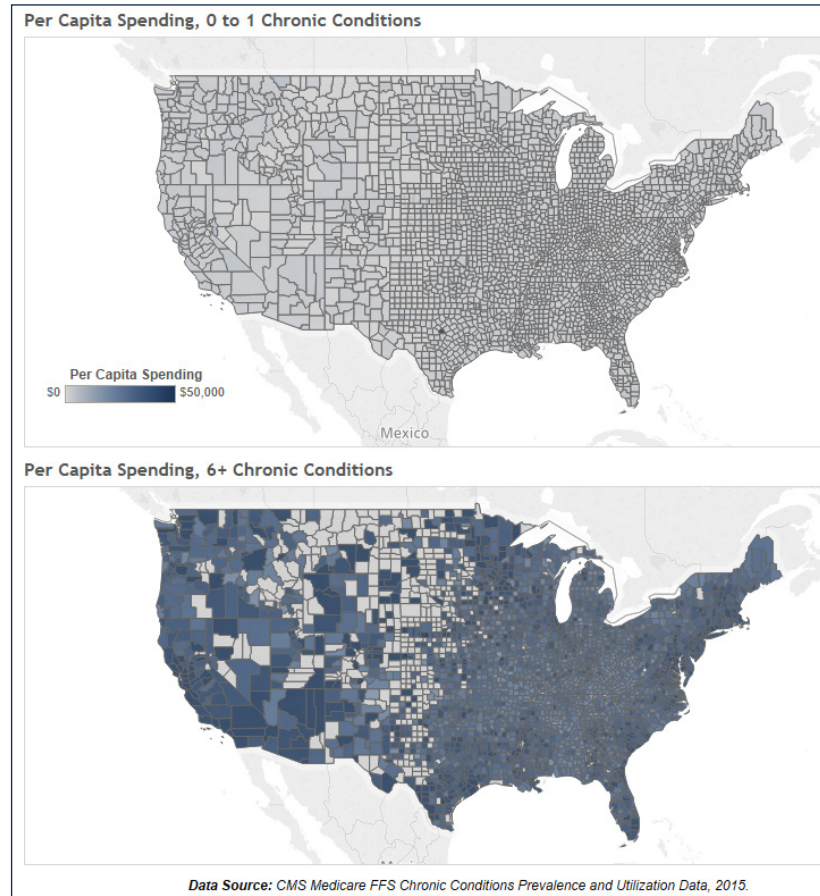 Per Capita Spending, 0 to 1 Chronic Conditions
Per Capita Spending
$0
$50,000
Mexico
Per Capita Spending, 6+ Chronic Conditions
Data Source: CMS Medicare FFS Chronic Conditions Prevalence and Utilization Data, 2015.